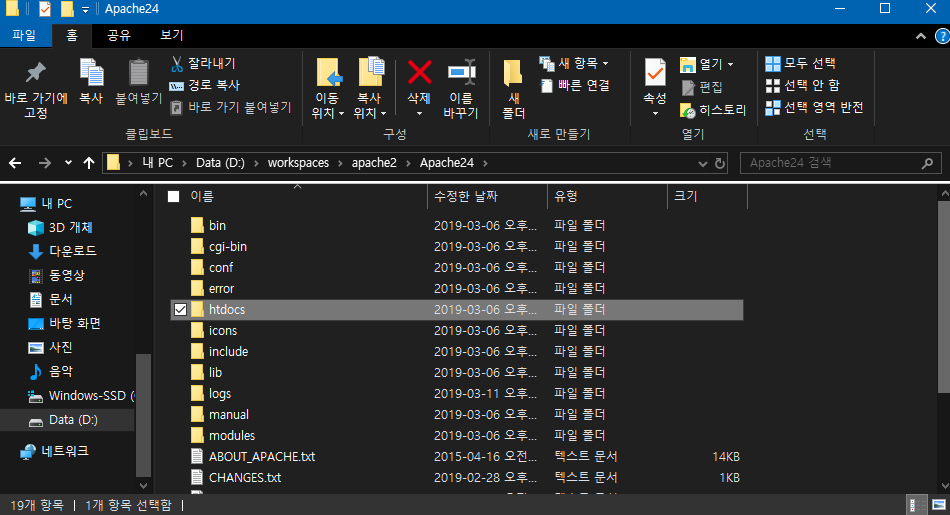 Apache24
파일 홈 공유 보기
바로 가기에
고정
복사
붙여넣기
잘라내기
경로 복사
바로 가기 붙여넣기
클립보드
이동
위치
복사
위치
삭제
이름
바꾸기
구성
새
폴더
새 항목
빠른 연결
새로 만들기
속성
열기
편집
히스토리
열기
모두 선택
선택 안 함
선택 영역 반전
선택
내 PC Data (D:) workspaces apache2 Apache24
Apache24 검색
내 PC
3D 개체
다운로드
동영상
문서
바탕 화면
사진
음악
Windows-SSD (
Data (D:)
네트워크
이름 수정한 날짜 유형 크기
bin 2019-03-06 오후... 파일 폴더
cgi-bin 2019-03-06 오후... 파일 폴더
conf 2019-03-06 오후... 파일 폴더
error 2019-03-06 오후... 파일 폴더
htdocs 2019-03-06 오후... 파일 폴더
icons 2019-03-06 오후... 파일 폴더
include 2019-03-06 오후... 파일 폴더
lib 2019-03-06 오후... 파일 폴더
logs 2019-03-11 오후... 파일 폴더
manual 2019-03-06 오후... 파일 폴더
modules 2019-03-06 오후... 파일 폴더
ABOUT_APACHE.txt 2015-04-16 오전... 텍스트 문서 14KB
CHANGES.txt 2019-02-28 오후... 텍스트 문서 1KB
19개 항목 1개 항목 선택함